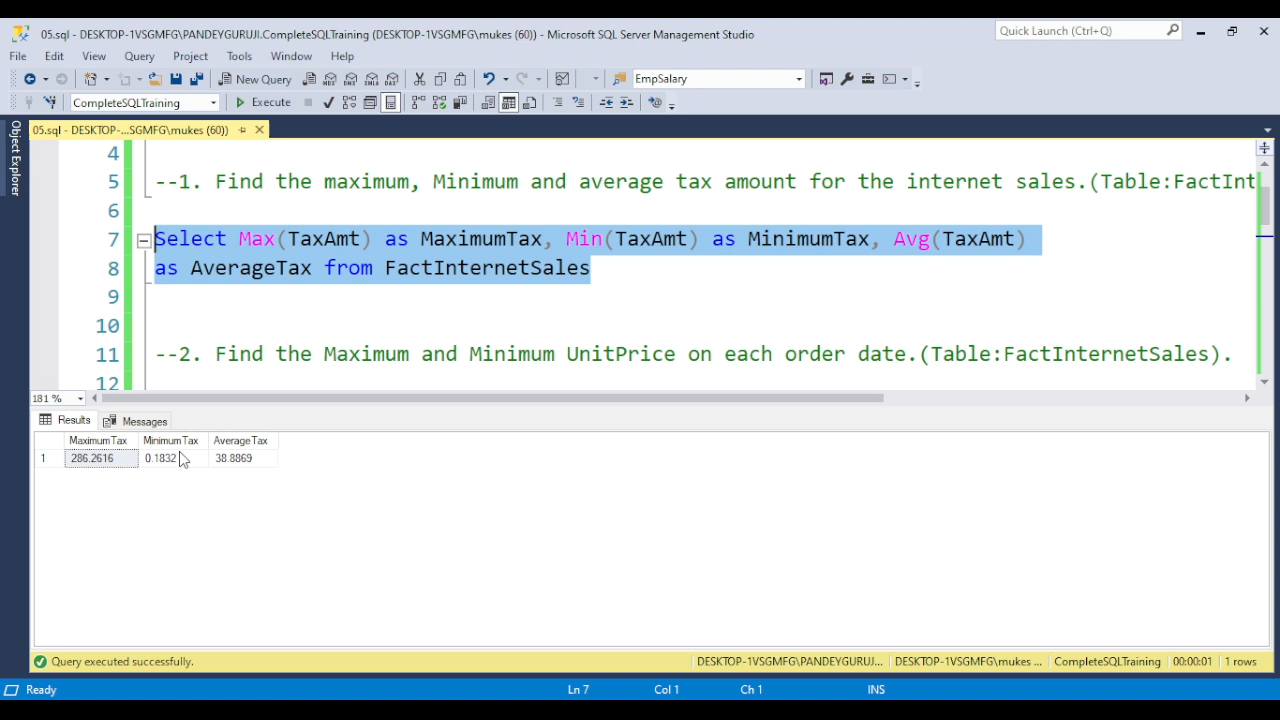 05.sql - DESKTOP-1VSGMFG\PANDEYGURUJI.CompleteSQLTraining (DESKTOP-1VSGMFG\mukes (60)) - Microsoft SQL Server Management Studio
Quick Launch (Ctrl+Q)
File Edit View Query Project Tools Window Help
New Query
EmpSalary
CompleteSQLTraining
Execute
Object Explorer
05.sql - DESKTOP-...SGMFG\mukes (60))
4
5 --1. Find the maximum, Minimum and average tax amount for the internet sales.(Table:FactInt
6
7 Select Max(TaxAmt) as MaximumTax, Min(TaxAmt) as MinimumTax, Avg(TaxAmt)
8 as AverageTax from FactInternetSales
9
10
11 --2. Find the Maximum and Minimum UnitPrice on each order date.(Table:FactInternetSales).
12
181 %
Results Messages
MaximumTax MinimumTax AverageTax
1 286.2616 0.1832 38.8869
Query executed successfully.
DESKTOP-1VSGMFG\PANDEYGURUJ... DESKTOP-1VSGMFG\mukes ... CompleteSQLTraining 00:00:01 1 rows
Ready Ln 7 Col 1 Ch 1 INS